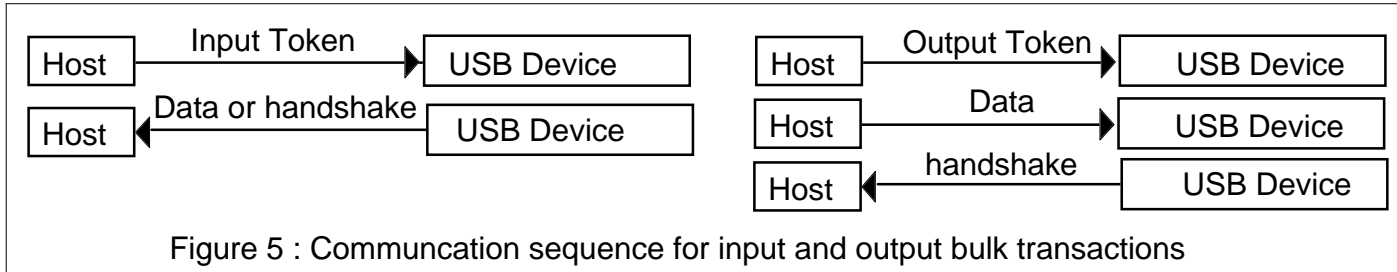 Host Input Token USB Device
Host Data or handshake USB Device
Host Output Token USB Device
Host Data USB Device
Host handshake USB Device
Figure 5 : Communcation sequence for input and output bulk transactions